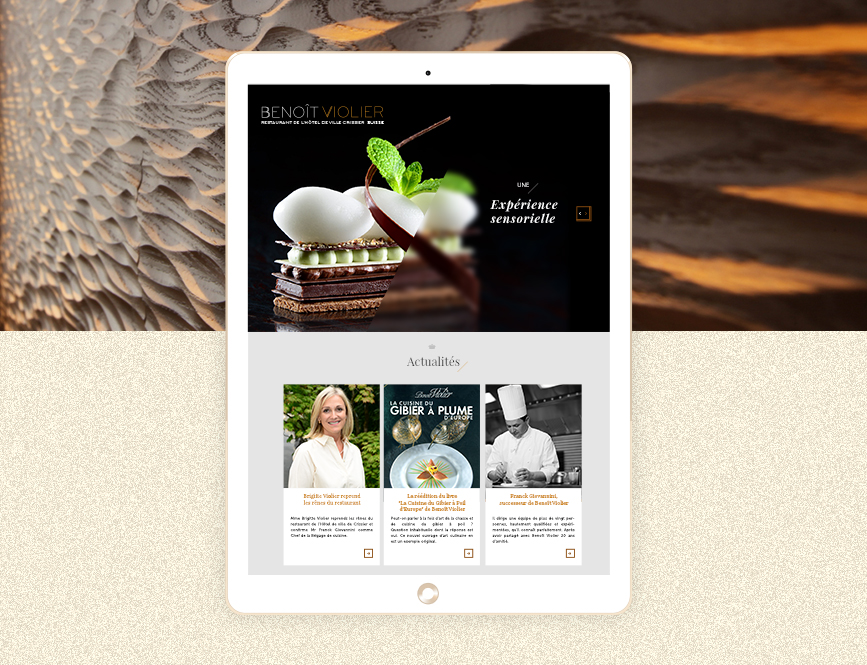 BENOÎT VIOLIER
RESTAURANT DE L'HÔTEL DE VILLE CRISSIER SUISSE
UNE
Expérience
sensorielle
Actualités
Benoît Violier
LA CUISINE DU
GIBIER À PLUME
D'EUROPE
Brigitte Violier reprend
les rênes du restaurant
Mme Brigitte Violier reprend les rênes du
restaurant de l'Hôtel de Ville de Crissier et
confirme Mr Franck Giovannini comme
Chef de la Brigade de cuisine.
La réédition du livre
"La Cuisine du Gibier à Poil
d'Europe" de Benoît Violier
Peut-on parler à la fois d'art de la chasse et
de cuisine du gibier à poil ?
Question inhabituelle dont la réponse est
oui. Ce nouvel ouvrage d'art culinaire en
est un exemple original.
Franck Giovannini,
successeur de Benoît Violier
Il dirige une équipe de plus de vingt per-
sonnes, hautement qualifiées et expéri-
mentées, qu'il connaît parfaitement. Après
avoir partagé avec Benoît Violier 20 ans
d'amitié.